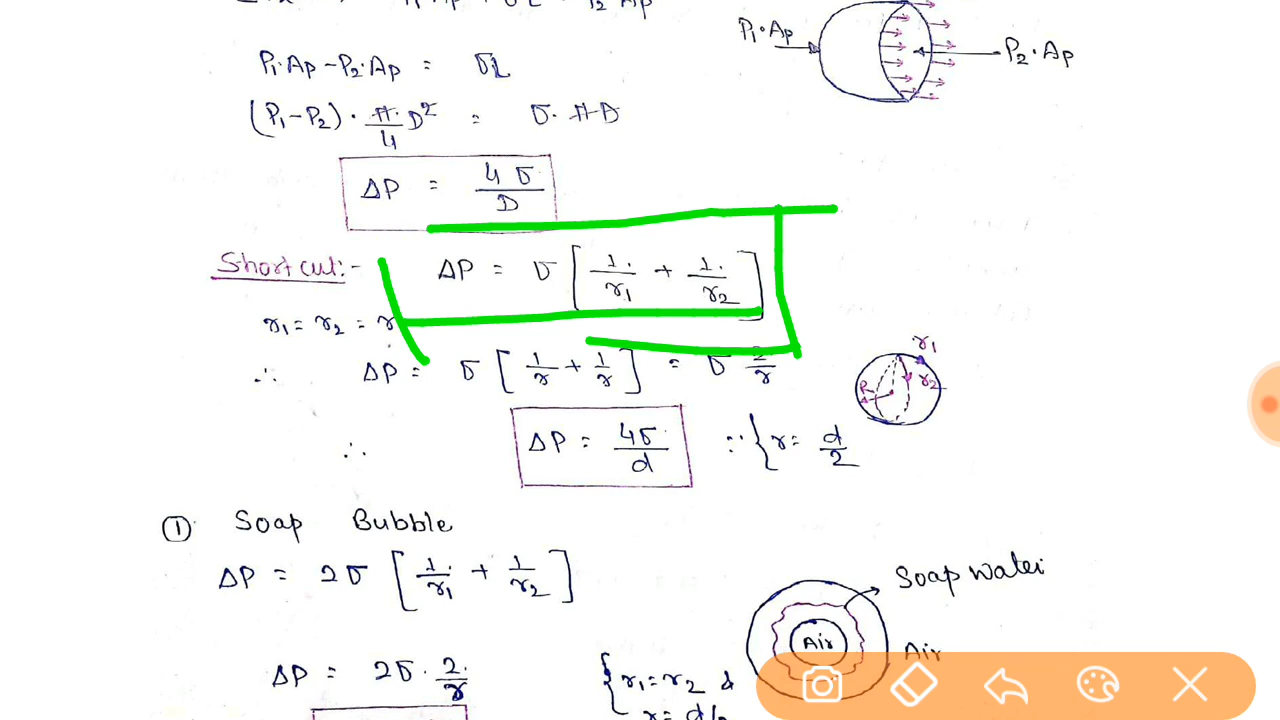 P₁·Ap
P₂·Ap
P₁·Ap - P₂·Ap = σL
(P₁-P₂) · π/4 D² = σ · πD
ΔP = 4σ/D
Shortcut:- ΔP = σ [1/r₁ + 1/r₂]
r₁ = r₂ = r
∴ ΔP = σ [1/r + 1/r] = σ 2/r
r₁
r₂
R
∴ ΔP = 4σ/d ∵ {r = d/2
① Soap Bubble
ΔP = 2σ [1/r₁ + 1/r₂]
Soap water
Air
Air
ΔP = 2σ · 2/r
{r₁ = r₂